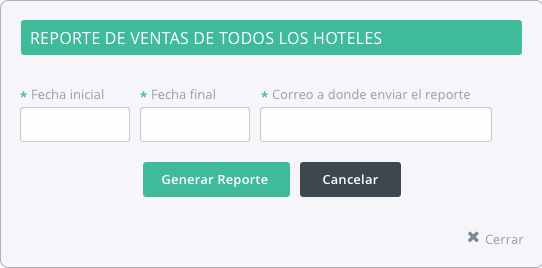 REPORTE DE VENTAS DE TODOS LOS HOTELES
* Fecha inicial * Fecha final * Correo a donde enviar el reporte
Generar Reporte Cancelar
✖ Cerrar